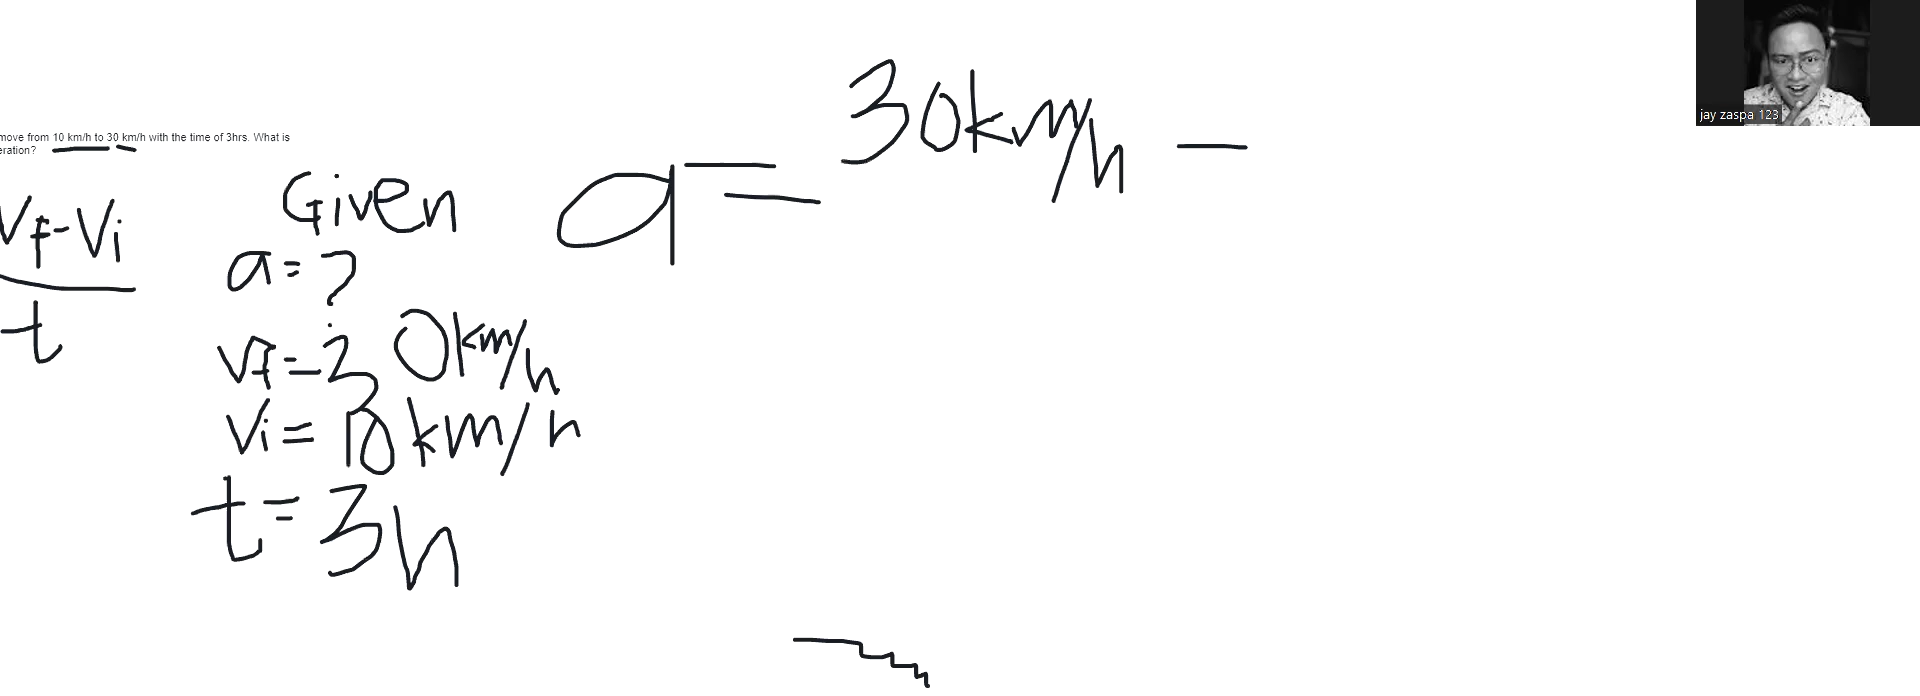 move from 10 km/h to 30 km/h with the time of 3hrs. What is
eration?
Vf-Vi
t
Given
a=?
vf=30km/h
Vi=10km/h
t=3h
a=30km/h -
jay zaspa 123